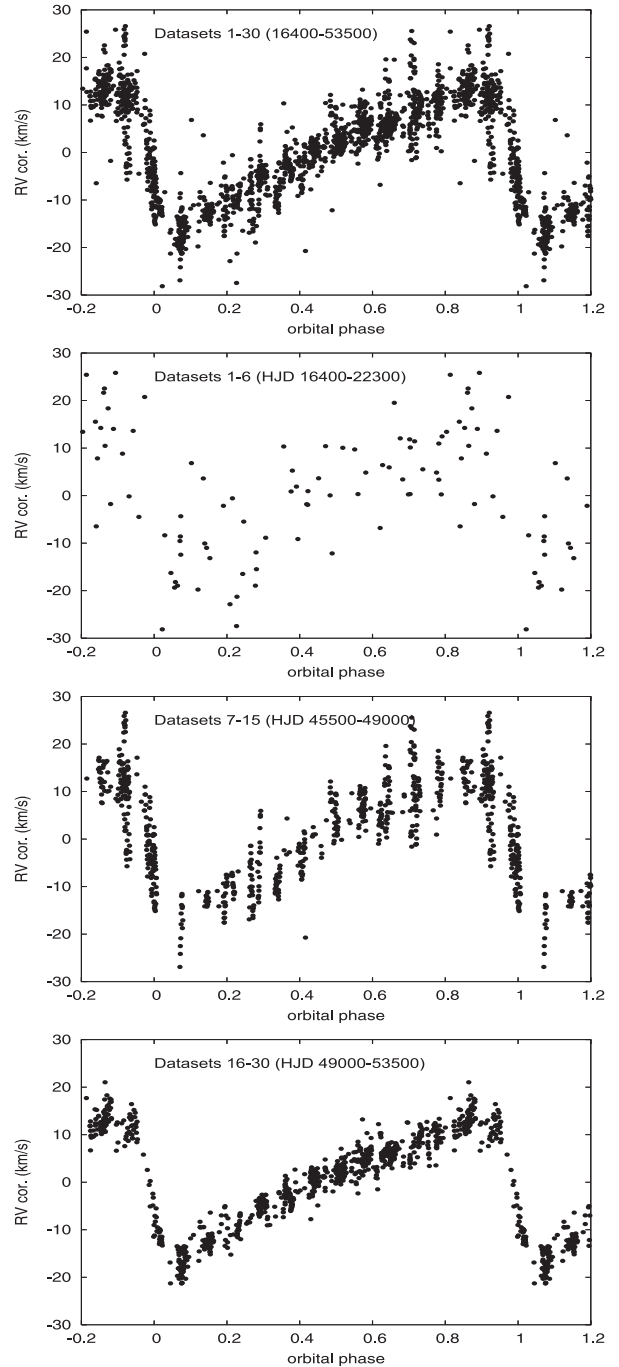 Datasets 1-30 (16400-53500)
30
20
10
0
-10
-20
-30
RV cor. (km/s)
-0.2 0 0.2 0.4 0.6 0.8 1 1.2
orbital phase
Datasets 1-6 (HJD 16400-22300)
30
20
10
0
-10
-20
-30
RV cor. (km/s)
-0.2 0 0.2 0.4 0.6 0.8 1 1.2
orbital phase
Datasets 7-15 (HJD 45500-49000)
30
20
10
0
-10
-20
-30
RV cor. (km/s)
-0.2 0 0.2 0.4 0.6 0.8 1 1.2
orbital phase
Datasets 16-30 (HJD 49000-53500)
30
20
10
0
-10
-20
-30
RV cor. (km/s)
-0.2 0 0.2 0.4 0.6 0.8 1 1.2
orbital phase